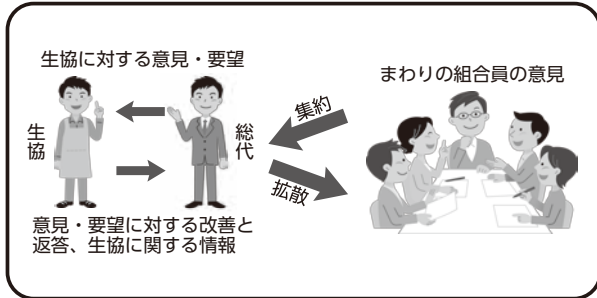 生協に対する意見・要望
まわりの組合員の意見
生協
総代
集約
拡散
意見・要望に対する改善と
返答、生協に関する情報